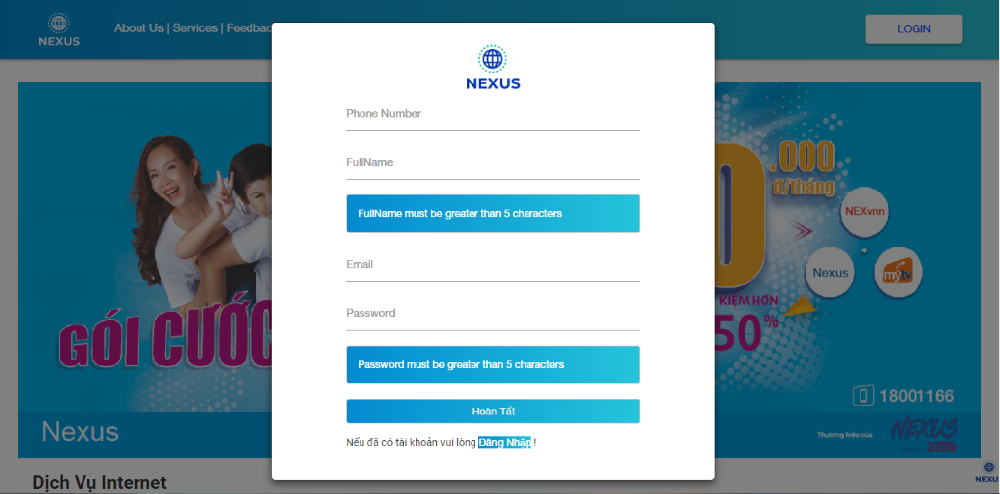 NEXUS
About Us | Services | Feedbac
LOGIN
NEXUS
Phone Number
FullName
FullName must be greater than 5 characters
Email
Password
Password must be greater than 5 characters
Hoàn Tất
Nếu đã có tài khoản vui lòng Đăng Nhập !
GÓI CƯỚC
0.000
đ/tháng
NEXvnn
Nexus
mytv
KIỆM HƠN
50%
18001166
Nexus
Thương hiệu của
NEXUS
Dịch Vụ Internet
NEXUS